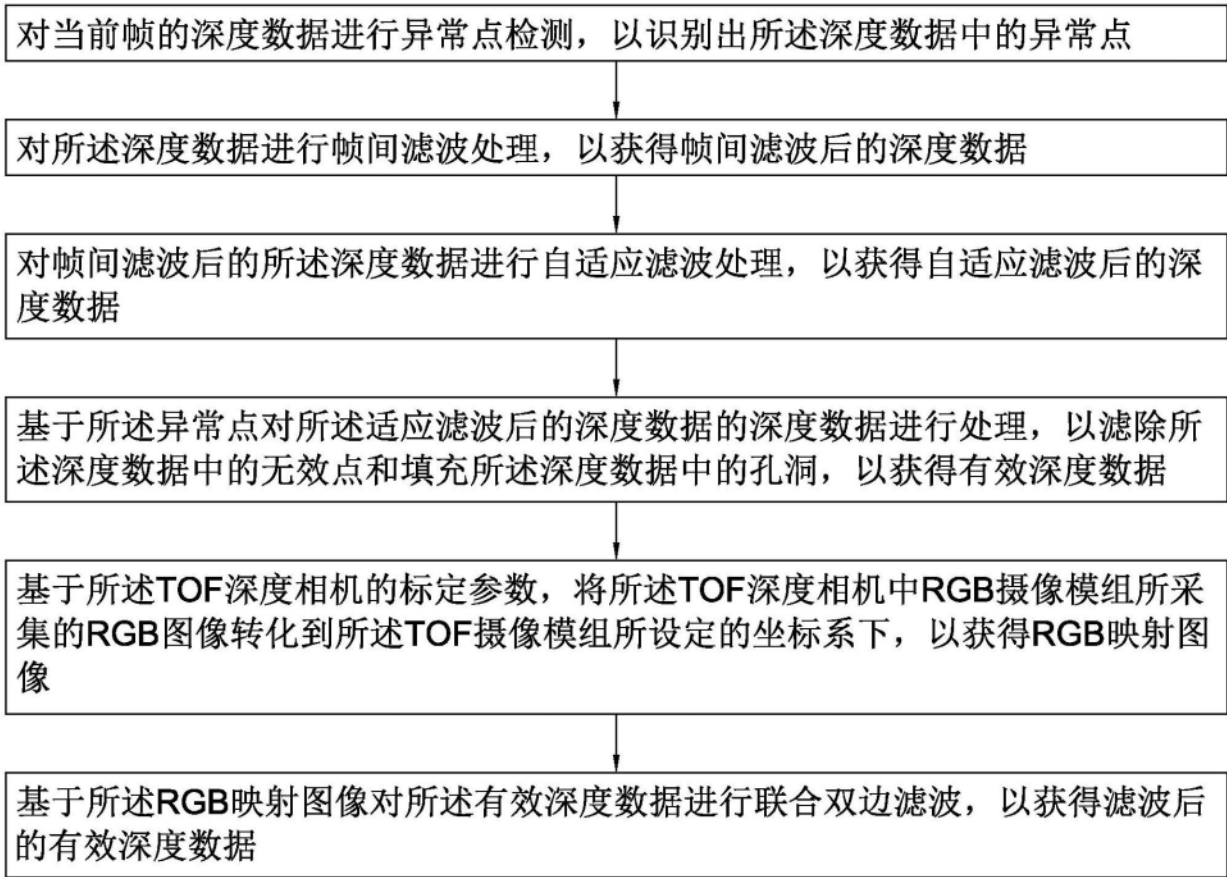 对当前帧的深度数据进行异常点检测，以识别出所述深度数据中的异常点
对所述深度数据进行帧间滤波处理，以获得帧间滤波后的深度数据
对帧间滤波后的所述深度数据进行自适应滤波处理，以获得自适应滤波后的深
度数据
基于所述异常点对所述适应滤波后的深度数据的深度数据进行处理，以滤除所
述深度数据中的无效点和填充所述深度数据中的孔洞，以获得有效深度数据
基于所述TOF深度相机的标定参数，将所述TOF深度相机中RGB摄像模组所采
集的RGB图像转化到所述TOF摄像模组所设定的坐标系下，以获得RGB映射图
像
基于所述RGB映射图像对所述有效深度数据进行联合双边滤波，以获得滤波后
的有效深度数据